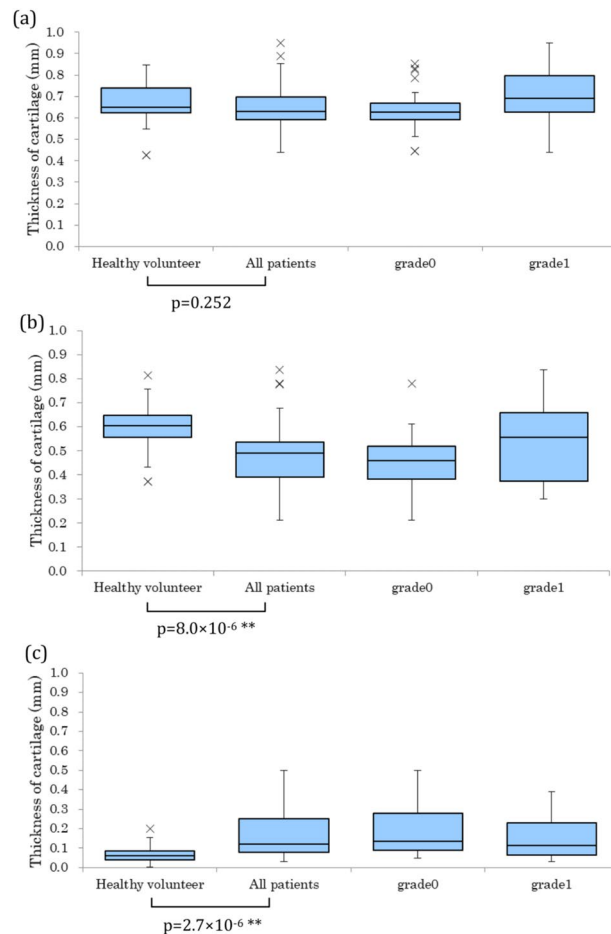 (a)
Thickness of cartilage (mm)
1.0
0.9
0.8
0.7
0.6
0.5
0.4
0.3
0.2
0.1
0.0
Healthy volunteer All patients grade0 grade1
p=0.252
(b)
Thickness of cartilage (mm)
1.0
0.9
0.8
0.7
0.6
0.5
0.4
0.3
0.2
0.1
0.0
Healthy volunteer All patients grade0 grade1
p=8.0×10⁻⁶ **
(c)
Thickness of cartilage (mm)
1.0
0.9
0.8
0.7
0.6
0.5
0.4
0.3
0.2
0.1
0.0
Healthy volunteer All patients grade0 grade1
p=2.7×10⁻⁶ **